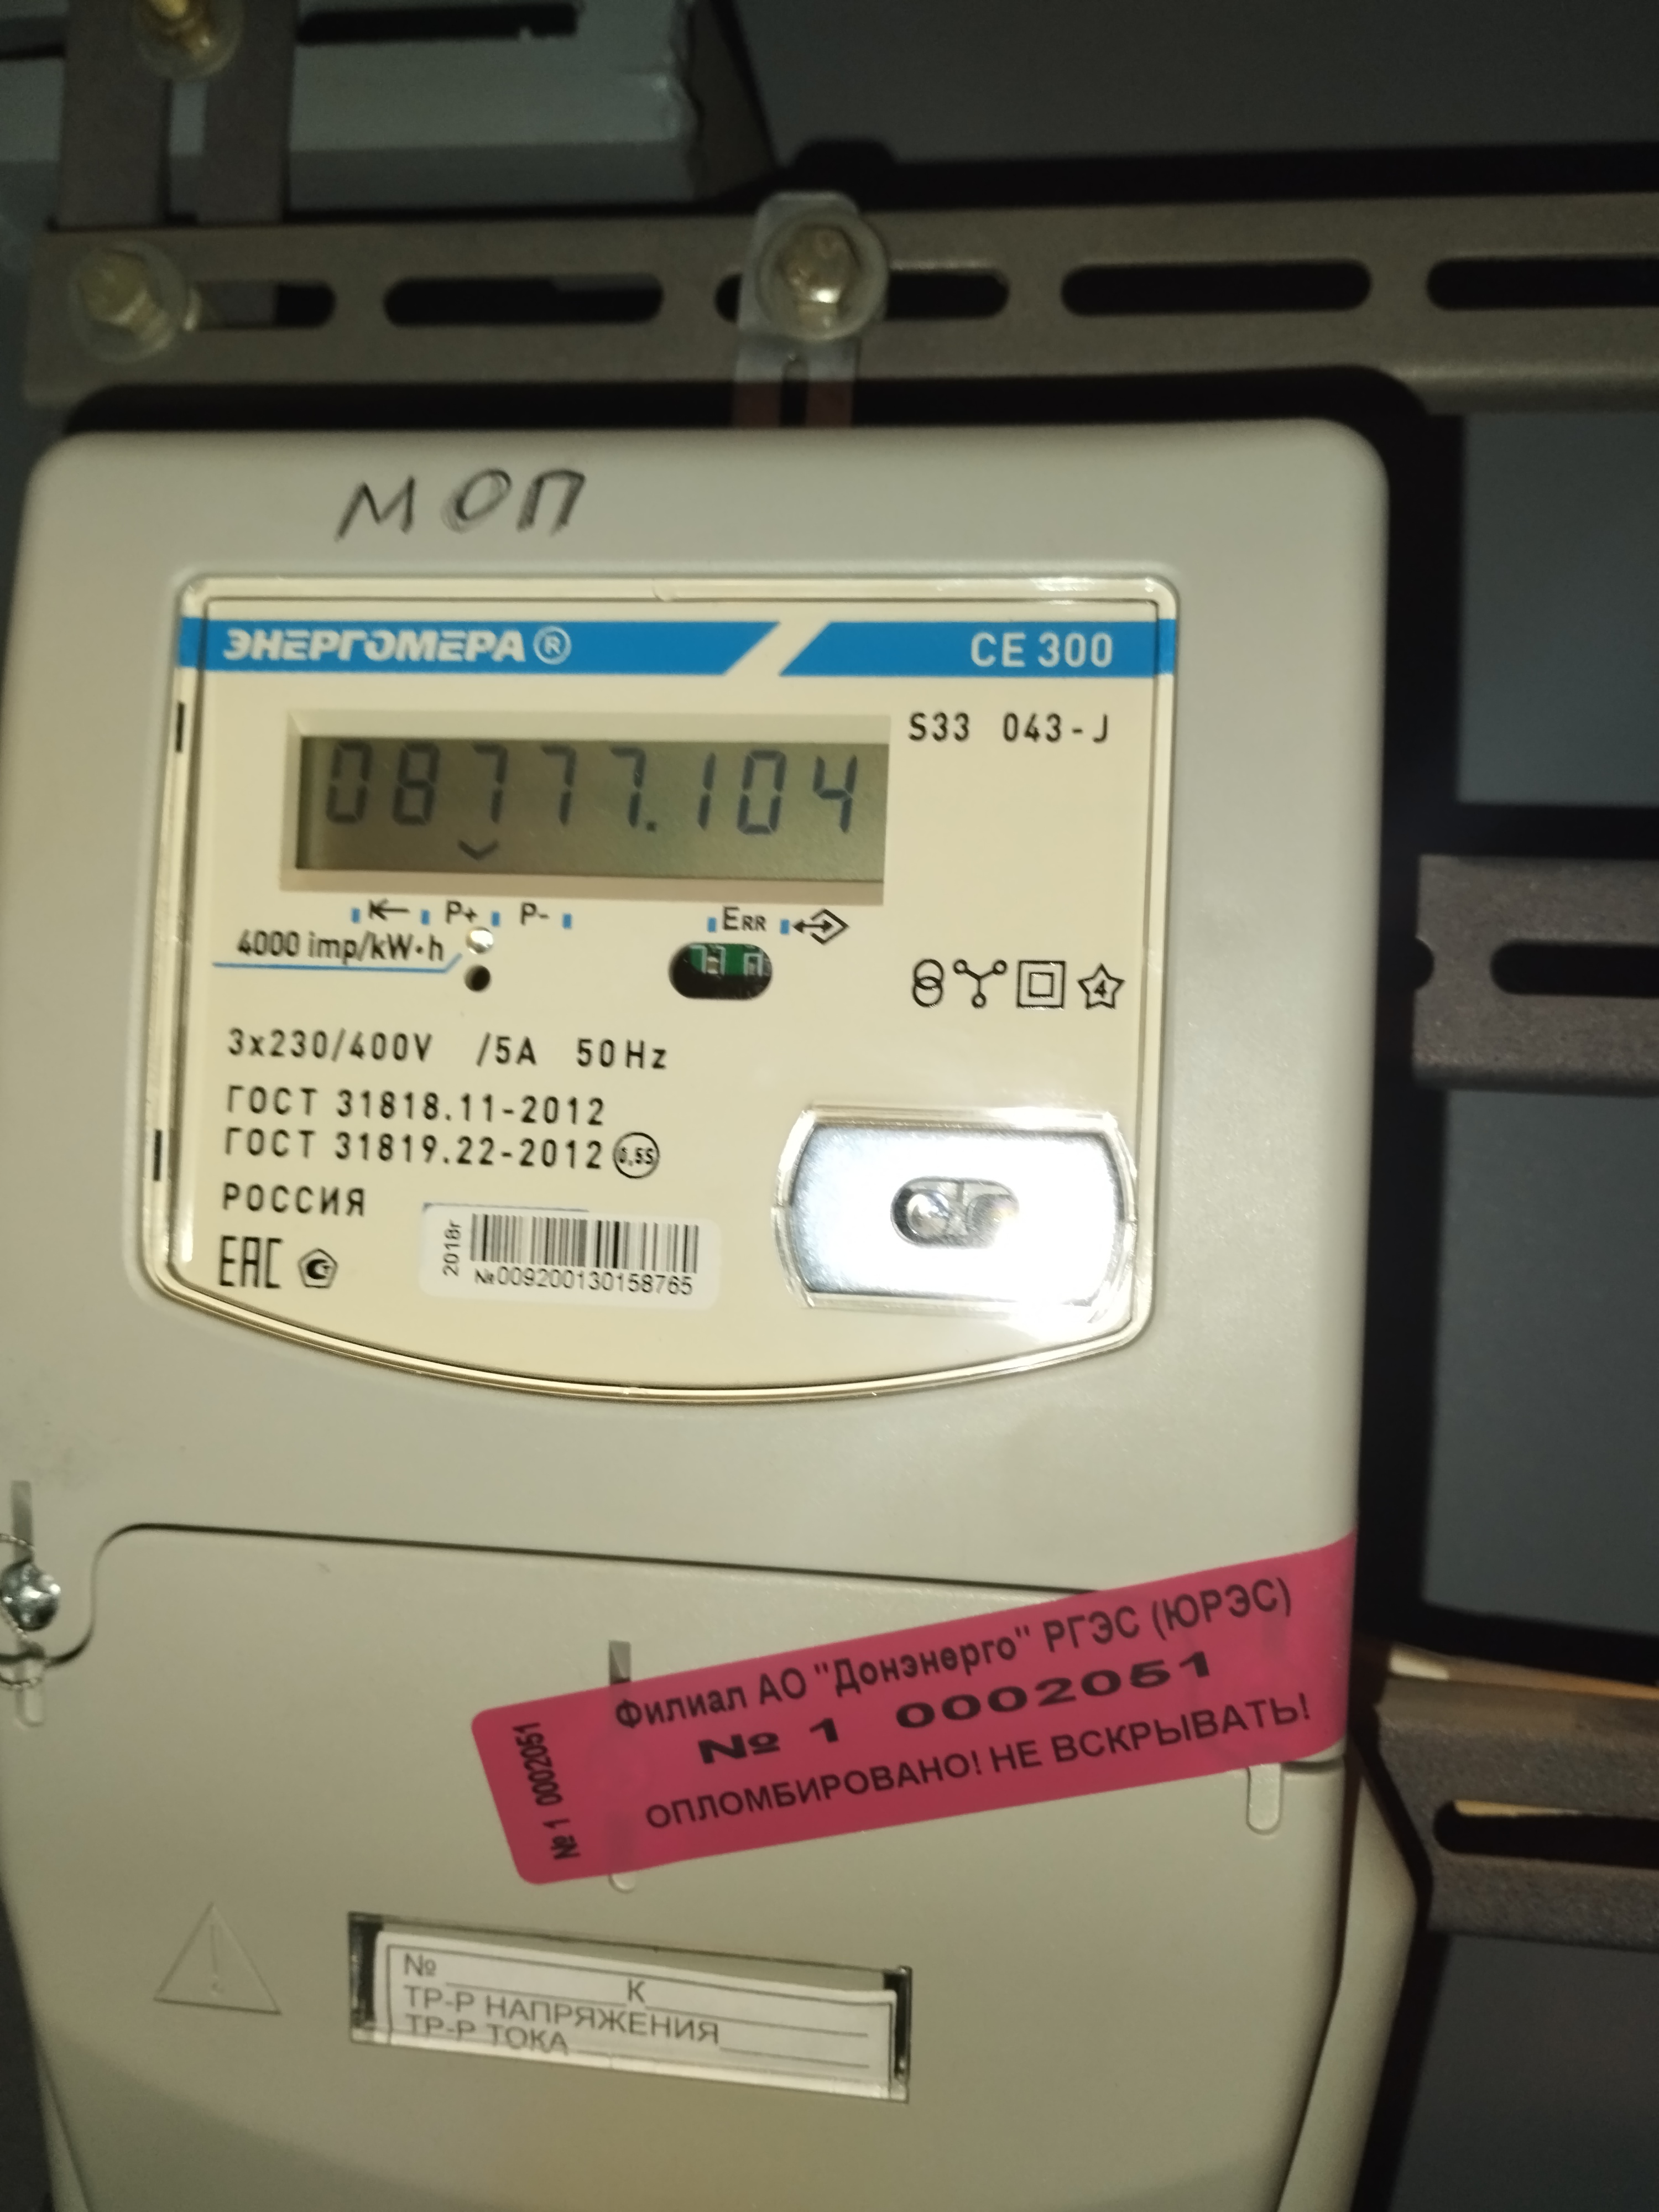 МОП
ЭНЕРГОМЕРА®
CE 300
S33 043-J
08777.104
P+ P- ERR
4000 imp/kW•h
4
3x230/400V /5A 50Hz
ГОСТ 31818.11-2012
ГОСТ 31819.22-2012 0,5S
РОССИЯ
EAC
2018г
№009200130158765
Филиал АО "Донэнерго" РГЭС (ЮРЭС)
№ 1 0002051
№ 1 0002051
ОПЛОМБИРОВАНО! НЕ ВСКРЫВАТЬ!
№ К
ТР-Р НАПРЯЖЕНИЯ
ТР-Р ТОКА